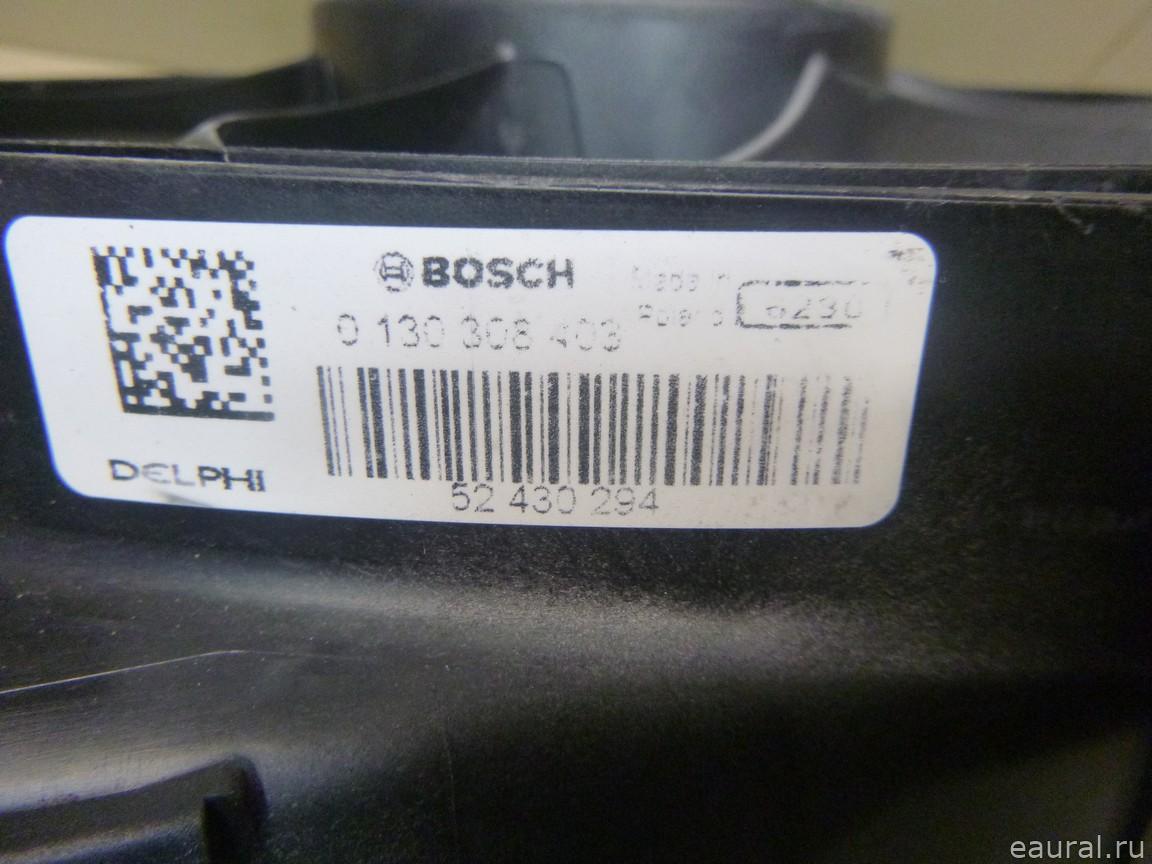 BOSCH
Made in
Poland
6230
0 130 308 403
DELPHI
52 430 294
eaural.ru